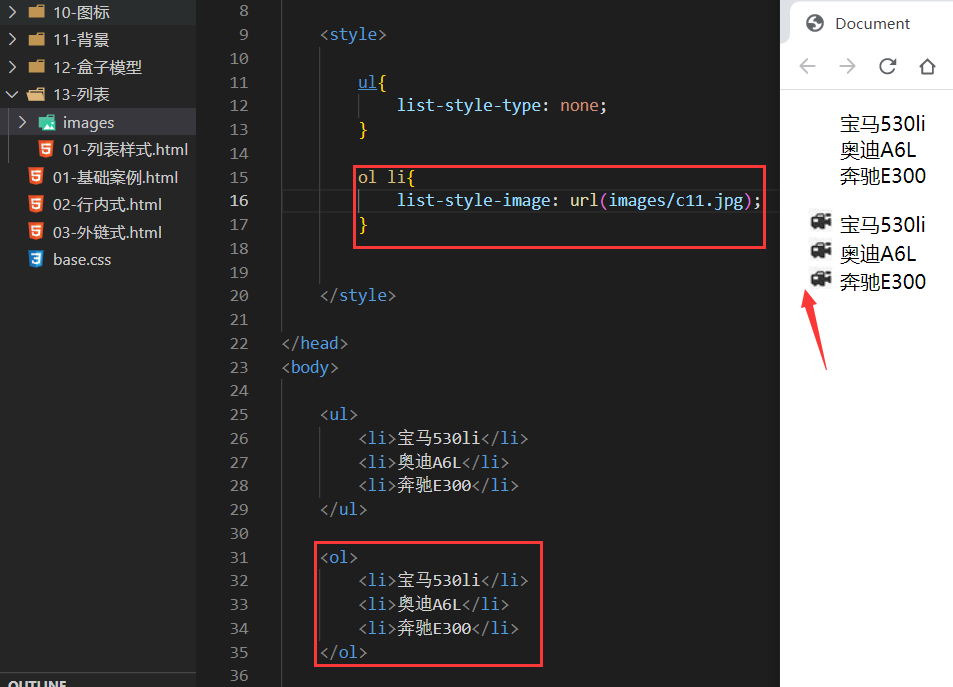 10-图标
11-背景
12-盒子模型
13-列表
images
01-列表样式.html
01-基础案例.html
02-行内式.html
03-外链式.html
base.css
OUTLINE
8
9 <style>
10
11 ul{
12 list-style-type: none;
13 }
14
15 ol li{
16 list-style-image: url(images/c11.jpg);
17 }
18
19
20 </style>
21
22 </head>
23 <body>
24
25 <ul>
26 <li>宝马530li</li>
27 <li>奥迪A6L</li>
28 <li>奔驰E300</li>
29 </ul>
30
31 <ol>
32 <li>宝马530li</li>
33 <li>奥迪A6L</li>
34 <li>奔驰E300</li>
35 </ol>
36
Document
宝马530li
奥迪A6L
奔驰E300
宝马530li
奥迪A6L
奔驰E300